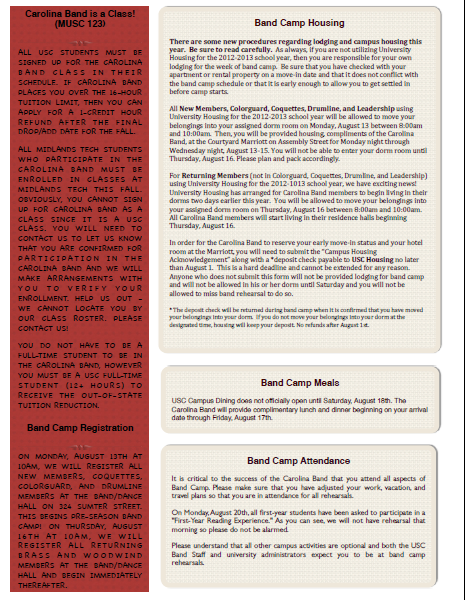 Carolina Band is a Class!
(MUSC 123)
ALL USC STUDENTS MUST BE
SIGNED UP FOR THE CAROLINA
BAND CLASS IN THEIR
SCHEDULE. IF CAROLINA BAND
PLACES YOU OVER THE 16-HOUR
TUITION LIMIT, THEN YOU CAN
APPLY FOR A 1-CREDIT HOUR
REFUND AFTER THE FINAL
DROP/ADD DATE FOR THE FALL.
ALL MIDLANDS TECH STUDENTS
WHO PARTICIPATE IN THE
CAROLINA BAND MUST BE
ENROLLED IN CLASSES AT
MIDLANDS TECH THIS FALL.
OBVIOUSLY, YOU CANNOT SIGN
UP FOR CAROLINA BAND AS A
CLASS SINCE IT IS A USC
CLASS. YOU WILL NEED TO
CONTACT US TO LET US KNOW
THAT YOU ARE CONFIRMED FOR
PARTICIPATION IN THE
CAROLINA BAND AND WE WILL
MAKE ARRANGEMENTS WITH
YOU TO VERIFY YOUR
ENROLLMENT. HELP US OUT –
WE CANNOT LOCATE YOU BY
OUR CLASS ROSTER, PLEASE
CONTACT US!
YOU DO NOT HAVE TO BE A
FULL-TIME STUDENT TO BE IN
THE CAROLINA BAND, HOWEVER
YOU MUST BE A USC FULL-TIME
STUDENT (12+ HOURS) TO
RECEIVE THE OUT-OF-STATE
TUITION REDUCTION.
Band Camp Registration
ON MONDAY, AUGUST 13TH AT
10AM, WE WILL REGISTER ALL
NEW MEMBERS, COQUETTES,
COLORGUARD, AND DRUMLINE
MEMBERS AT THE BAND/DANCE
HALL ON 324 SUMTER STREET.
THIS BEGINS PRE-SEASON BAND
CAMP! ON THURSDAY, AUGUST
16TH AT 10AM, WE WILL
REGISTER ALL RETURNING
BRASS AND WOODWIND
MEMBERS AT THE BAND/DANCE
HALL AND BEGIN IMMEDIATELY
THEREAFTER.
Band Camp Housing
There are some new procedures regarding lodging and campus housing this
year. Be sure to read carefully. As always, if you are not utilizing University
Housing for the 2012-2013 school year, then you are responsible for your own
lodging for the week of band camp. Be sure that you have checked with your
apartment or rental property on a move-in date and that it does not conflict with
the band camp schedule or that it is early enough to allow you to get settled in
before camp starts.
All New Members, Colorguard, Coquettes, Drumline, and Leadership using
University Housing for the 2012-2013 school year will be allowed to move your
belongings into your assigned dorm room on Monday, August 13 between 8:00am
and 10:00am. Then, you will be provided housing, compliments of the Carolina
Band, at the Courtyard Marriott on Assembly Street for Monday night through
Wednesday night, August 13-15. You will not be able to enter your dorm room until
Thursday, August 16. Please plan and pack accordingly.
For Returning Members (not in Colorguard, Coquettes, Drumline, and Leadership)
using University Housing for the 2012-2013 school year, we have exciting news!
University Housing has arranged for Carolina Band members to begin living in their
dorms two days earlier this year. You will be allowed to move your belongings into
your assigned dorm room on Thursday, August 16 between 8:00am and 10:00am.
All Carolina Band members will start living in their residence halls beginning
Thursday, August 16.
In order for the Carolina Band to reserve your early move-in status and your hotel
room at the Marriott, you will need to submit the "Campus Housing
Acknowledgement" along with a *deposit check payable to USC Housing no later
than August 1. This is a hard deadline and cannot be extended for any reason.
Anyone who does not submit this form will not be provided lodging for band camp
and will not be allowed in his or her dorm until Saturday and you will not be
allowed to miss band rehearsal to do so.
*The deposit check will be returned during band camp when it is confirmed that you have moved
your belongings into your dorm. If you do not move your belongings into your dorm at the
designated time, housing will keep your deposit. No refunds after August 1st.
Band Camp Meals
USC Campus Dining does not officially open until Saturday, August 18th. The
Carolina Band will provide complimentary lunch and dinner beginning on your arrival
date through Friday, August 17th.
Band Camp Attendance
It is critical to the success of the Carolina Band that you attend all aspects of
Band Camp. Please make sure that you have adjusted your work, vacation, and
travel plans so that you are in attendance for all rehearsals.
On Monday, August 20th, all first-year students have been asked to participate in a
"First-Year Reading Experience." As you can see, we will not have rehearsal that
morning so please do not be alarmed.
Please understand that all other campus activities are optional and both the USC
Band Staff and university administrators expect you to be at band camp
rehearsals.